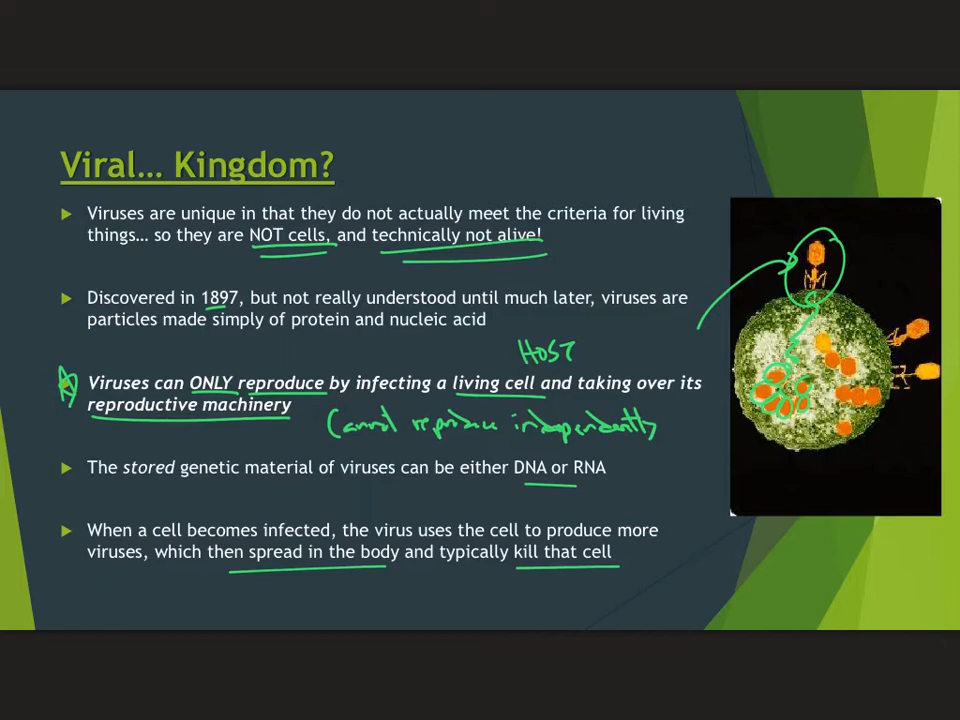 Viral... Kingdom?
Viruses are unique in that they do not actually meet the criteria for living
things... so they are NOT cells, and technically not alive!
Discovered in 1897, but not really understood until much later, viruses are
particles made simply of protein and nucleic acid
HOST
Viruses can ONLY reproduce by infecting a living cell and taking over its
reproductive machinery
(cannot reproduce independently)
The stored genetic material of viruses can be either DNA or RNA
When a cell becomes infected, the virus uses the cell to produce more
viruses, which then spread in the body and typically kill that cell